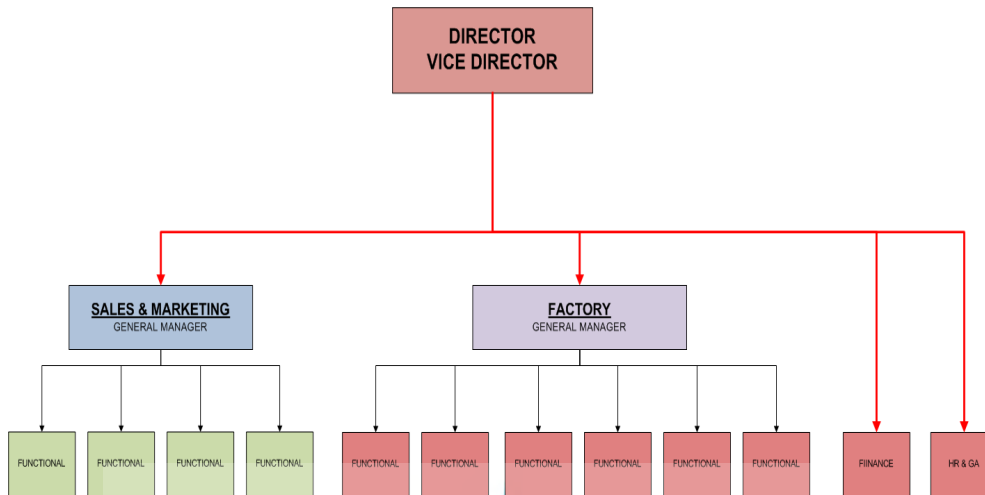 DIRECTOR
VICE DIRECTOR
SALES & MARKETING
GENERAL MANAGER
FACTORY
GENERAL MANAGER
FUNCTIONAL
FUNCTIONAL
FUNCTIONAL
FUNCTIONAL
FUNCTIONAL
FUNCTIONAL
FUNCTIONAL
FUNCTIONAL
FUNCTIONAL
FUNCTIONAL
FIINANCE
HR & GA